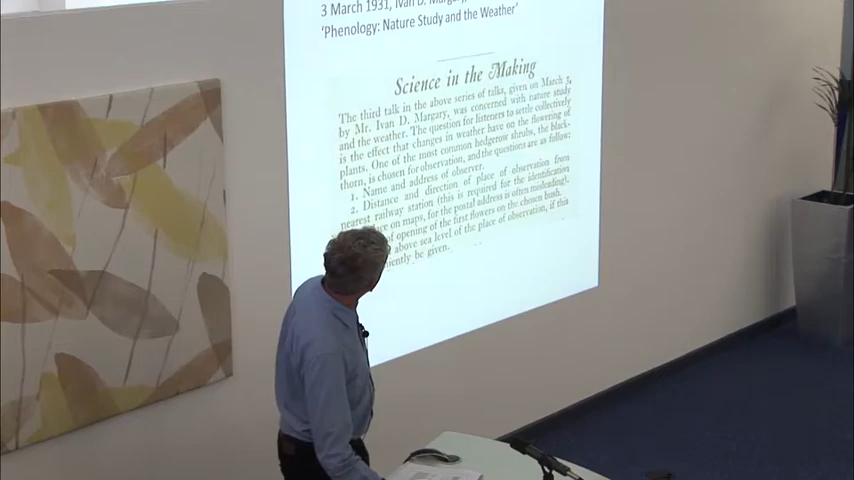 3 March 1931, Ivan D. Margary,
'Phenology: Nature Study and the Weather'
Science in the Making
The third talk in the above series of talks, given on March 3,
by Mr. Ivan D. Margary, was concerned with nature study
and the weather. The question for listeners to settle collectively
is the effect that changes in weather have on the flowering of
plants. One of the most common hedgerow shrubs, the black-
thorn, is chosen for observation, and the questions are as follow:
1. Name and address of observer.
2. Distance and direction of place of observation from
nearest railway station (this is required for the identification
on maps, for the postal address is often misleading).
of opening of the first flowers on the chosen bush.
above sea level of the place of observation, if this
be given.